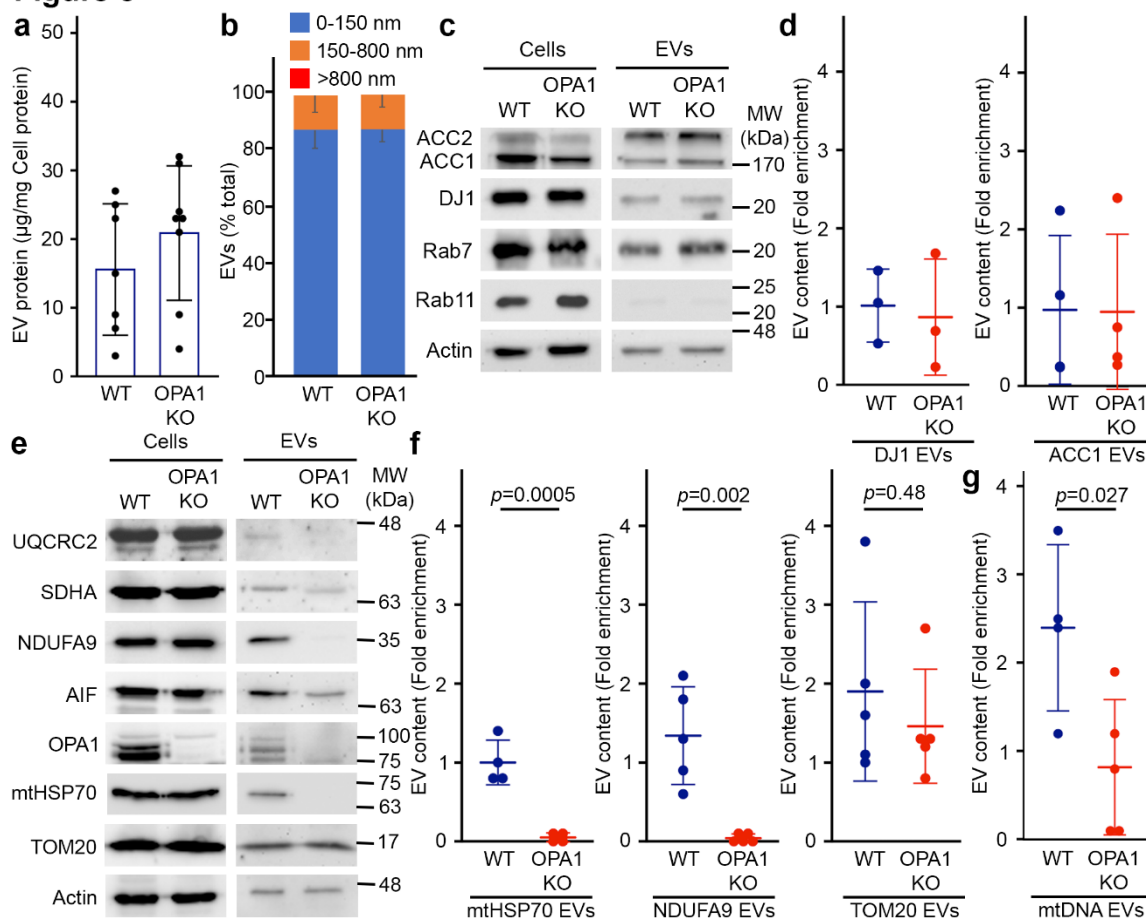 a
50
40
30
20
10
0
EV protein (ug/mg Cell protein)
WT
OPA1
KO
b
0-150 nm
150-800 nm
>800 nm
100
80
60
40
20
0
EVs (% total)
WT
OPA1
KO
c
Cells
EVs
WT
OPA1
KO
WT
OPA1
KO
MW
(kDa)
ACC2
ACC1
170
DJ1
20
Rab7
20
Rab11
25
20
48
Actin
d
4
3
2
1
0
EV content (Fold enrichment)
WT
OPA1
KO
DJ1 EVs
4
3
2
1
0
EV content (Fold enrichment)
WT
OPA1
KO
ACC1 EVs
e
Cells
EVs
WT
OPA1
KO
WT
OPA1
KO
MW
(kDa)
UQCRC2
48
SDHA
63
NDUFA9
35
AIF
63
OPA1
100
75
mtHSP70
75
63
TOM20
17
Actin
48
f
p=0.0005
4
3
2
1
0
EV content (Fold enrichment)
WT
OPA1
KO
mtHSP70 EVs
p=0.002
4
3
2
1
0
EV content (Fold enrichment)
WT
OPA1
KO
NDUFA9 EVs
p=0.48
4
3
2
1
0
EV content (Fold enrichment)
WT
OPA1
KO
TOM20 EVs
g
p=0.027
4
3
2
1
0
EV content (Fold enrichment)
WT
OPA1
KO
mtDNA EVs